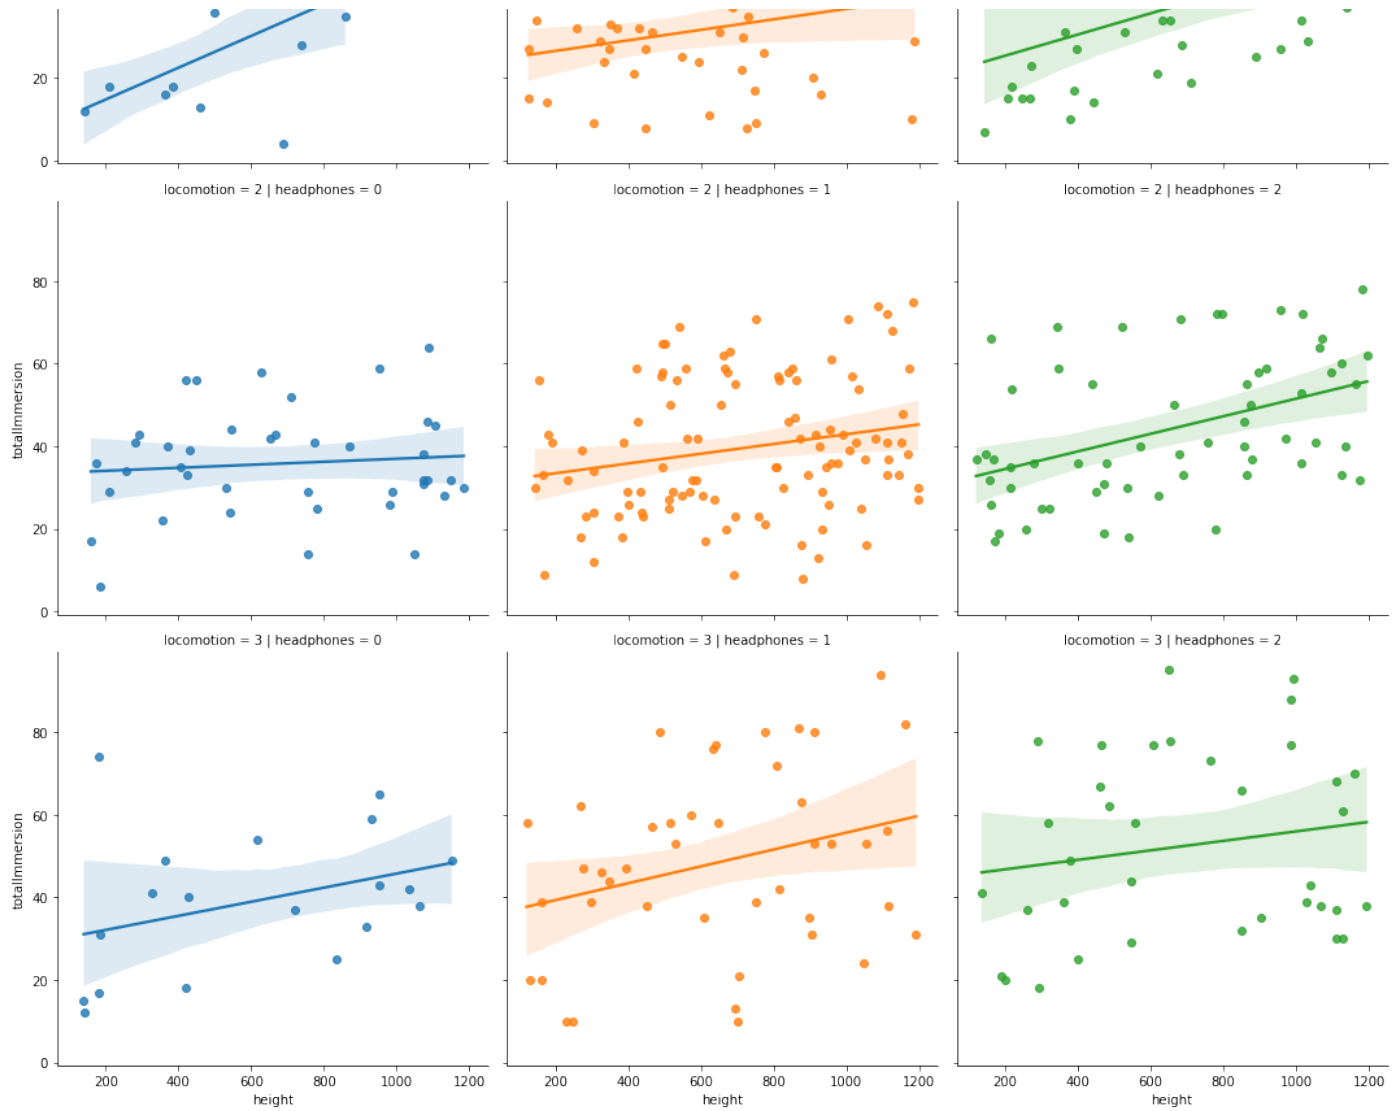 20
0
locomotion = 2 | headphones = 0
locomotion = 2 | headphones = 1
locomotion = 2 | headphones = 2
80
60
40
20
0
totalImmersion
locomotion = 3 | headphones = 0
locomotion = 3 | headphones = 1
locomotion = 3 | headphones = 2
80
60
40
20
0
totalImmersion
200 400 600 800 1000 1200
200 400 600 800 1000 1200
200 400 600 800 1000 1200
height
height
height